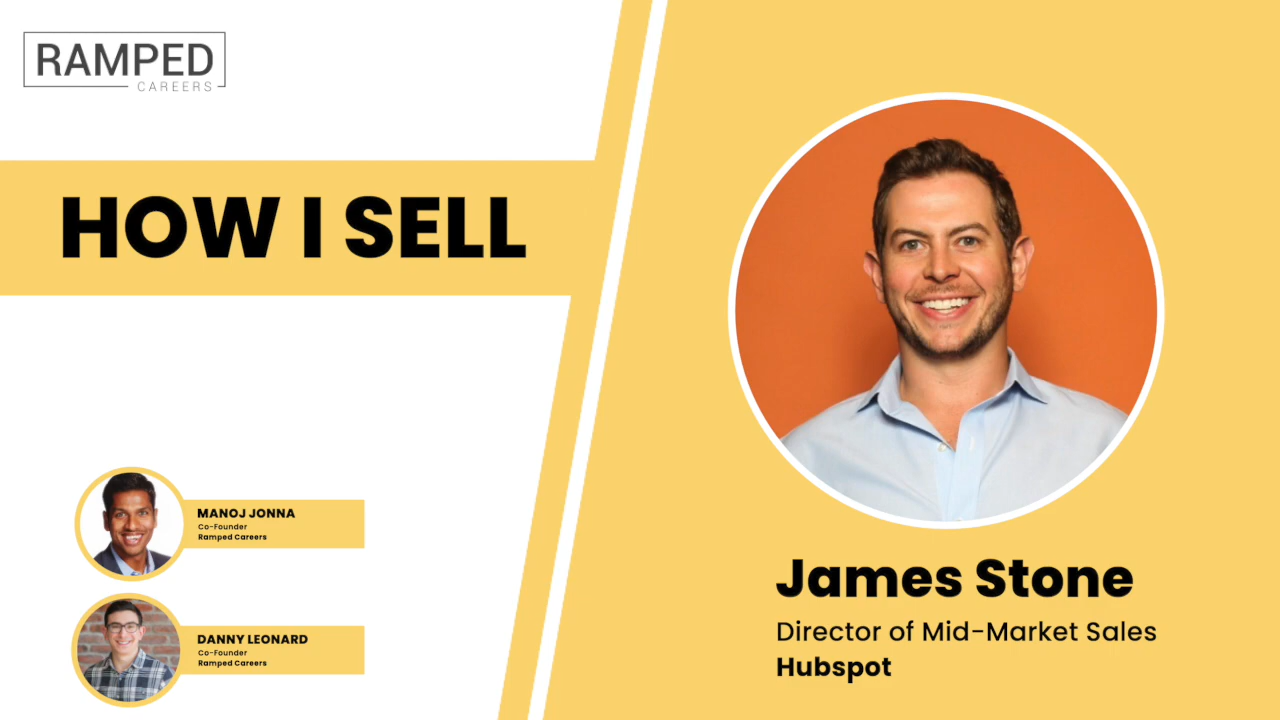 RAMPED
CAREERS
HOW I SELL
MANOJ JONNA
Co-Founder
Ramped Careers
DANNY LEONARD
Co-Founder
Ramped Careers
James Stone
Director of Mid-Market Sales
Hubspot